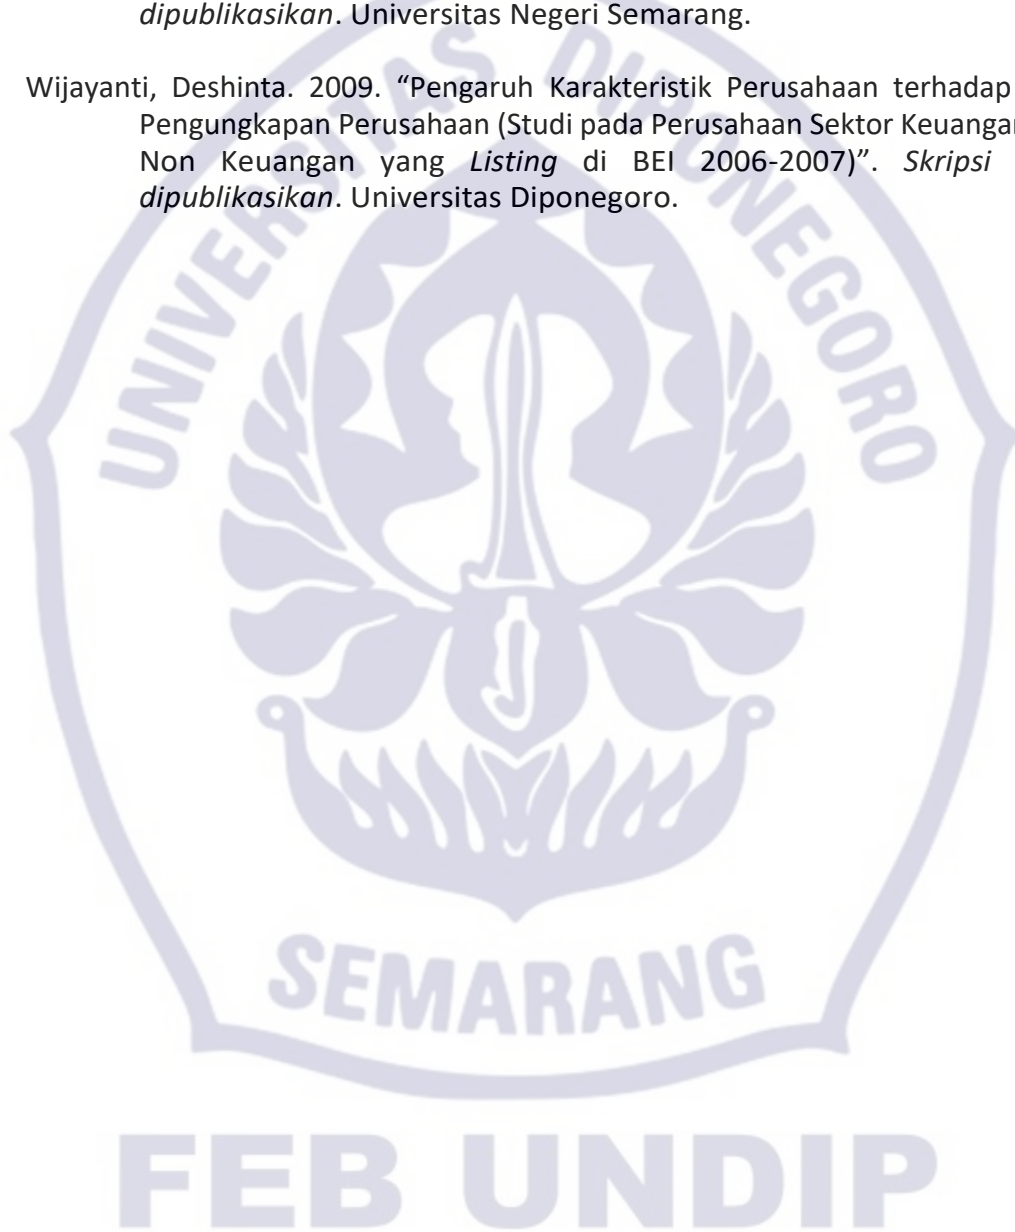 dipublikasikan. Universitas Negeri Semarang.
Wijayanti, Deshinta. 2009. “Pengaruh Karakteristik Perusahaan terhadap
Pengungkapan Perusahaan (Studi pada Perusahaan Sektor Keuangan
Non Keuangan yang Listing di BEI 2006-2007)”. Skripsi
dipublikasikan. Universitas Diponegoro.
UNIVERSITAS DIPONEGORO
SEMARANG
FEB UNDIP